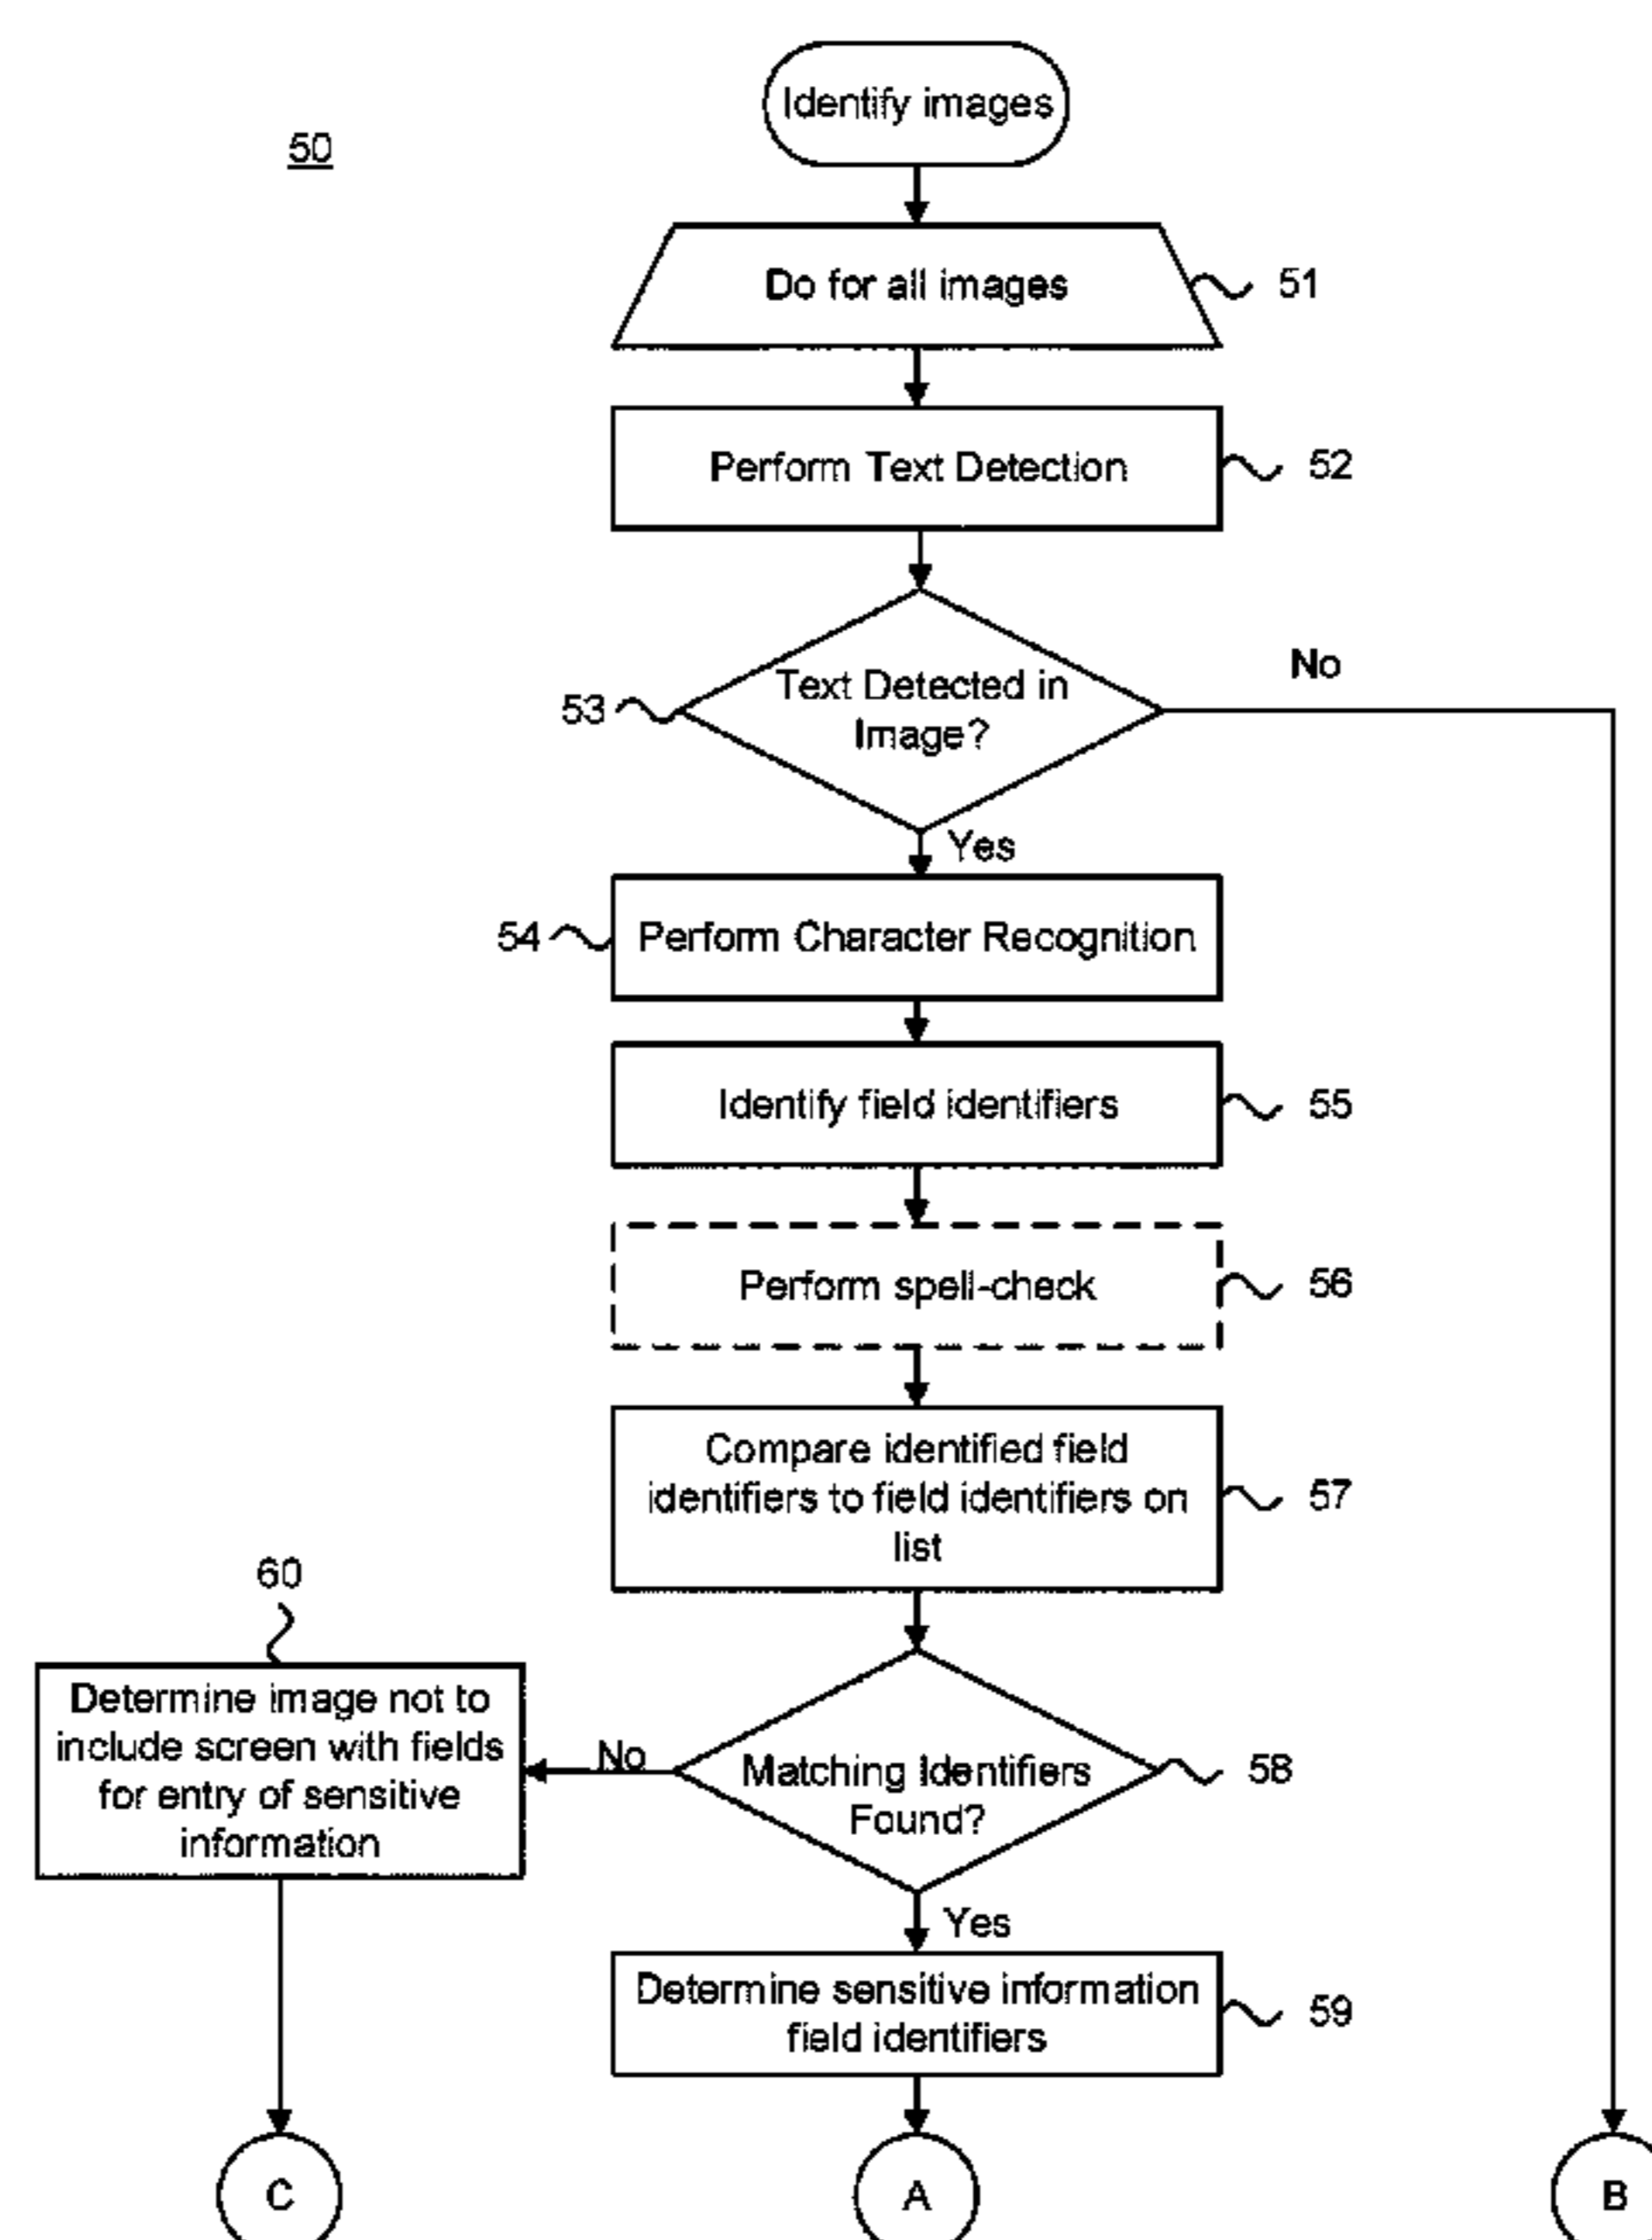 Identify images
50
Do for all images
51
Perform Text Detection
52
No
Text Detected in
Image?
53
Yes
54
Perform Character Recognition
Identify field identifiers
55
Perform spell-check
56
Compare identified field
identifiers to field identifiers on
list
57
60
Determine image not to
include screen with fields
for entry of sensitive
information
No
Matching Identifiers
Found?
58
Yes
Determine sensitive information
field identifiers
59
C
A
B